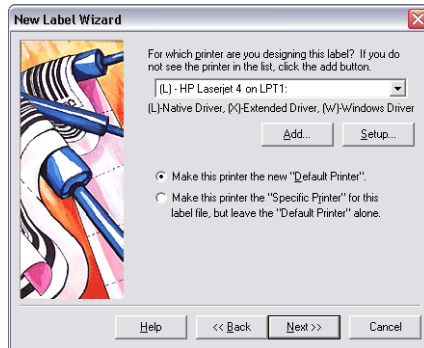 New Label Wizard
For which printer are you designing this label? If you do
not see the printer in the list, click the add button.
(L) - HP Laserjet 4 on LPT1:
(L)-Native Driver, (X)-Extended Driver, (W)-Windows Driver
Add... Setup...
Make this printer the new "Default Printer".
Make this printer the "Specific Printer" for this
label file, but leave the "Default Printer" alone.
Help << Back Next >> Cancel